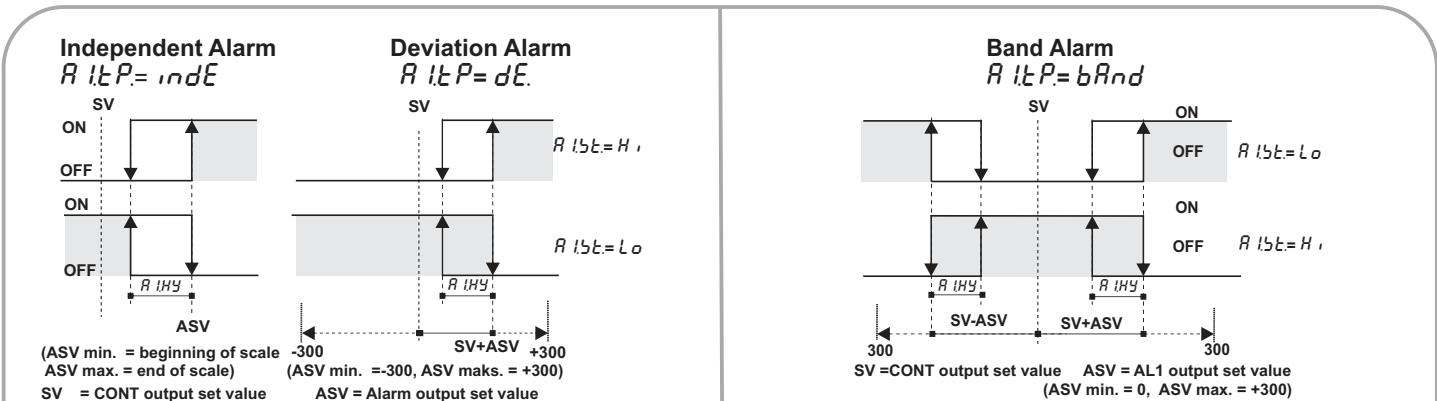 Independent Alarm
A1.tP.= indE
SV
ON
OFF
ON
OFF
A1.HY
ASV
(ASV min. = beginning of scale
ASV max. = end of scale)
SV = CONT output set value
Deviation Alarm
A1.tP.= dE.
SV
A1.St.= Hi
A1.St.= Lo
A1.HY
SV+ASV
-300
+300
(ASV min. =-300, ASV maks. = +300)
ASV = Alarm output set value
Band Alarm
A1.tP.= bAnd
SV
ON
OFF
A1.St.= Lo
ON
OFF
A1.St.= Hi
A1.HY
A1.HY
SV-ASV
SV+ASV
300
300
SV =CONT output set value ASV = AL1 output set value
(ASV min. = 0, ASV max. = +300)